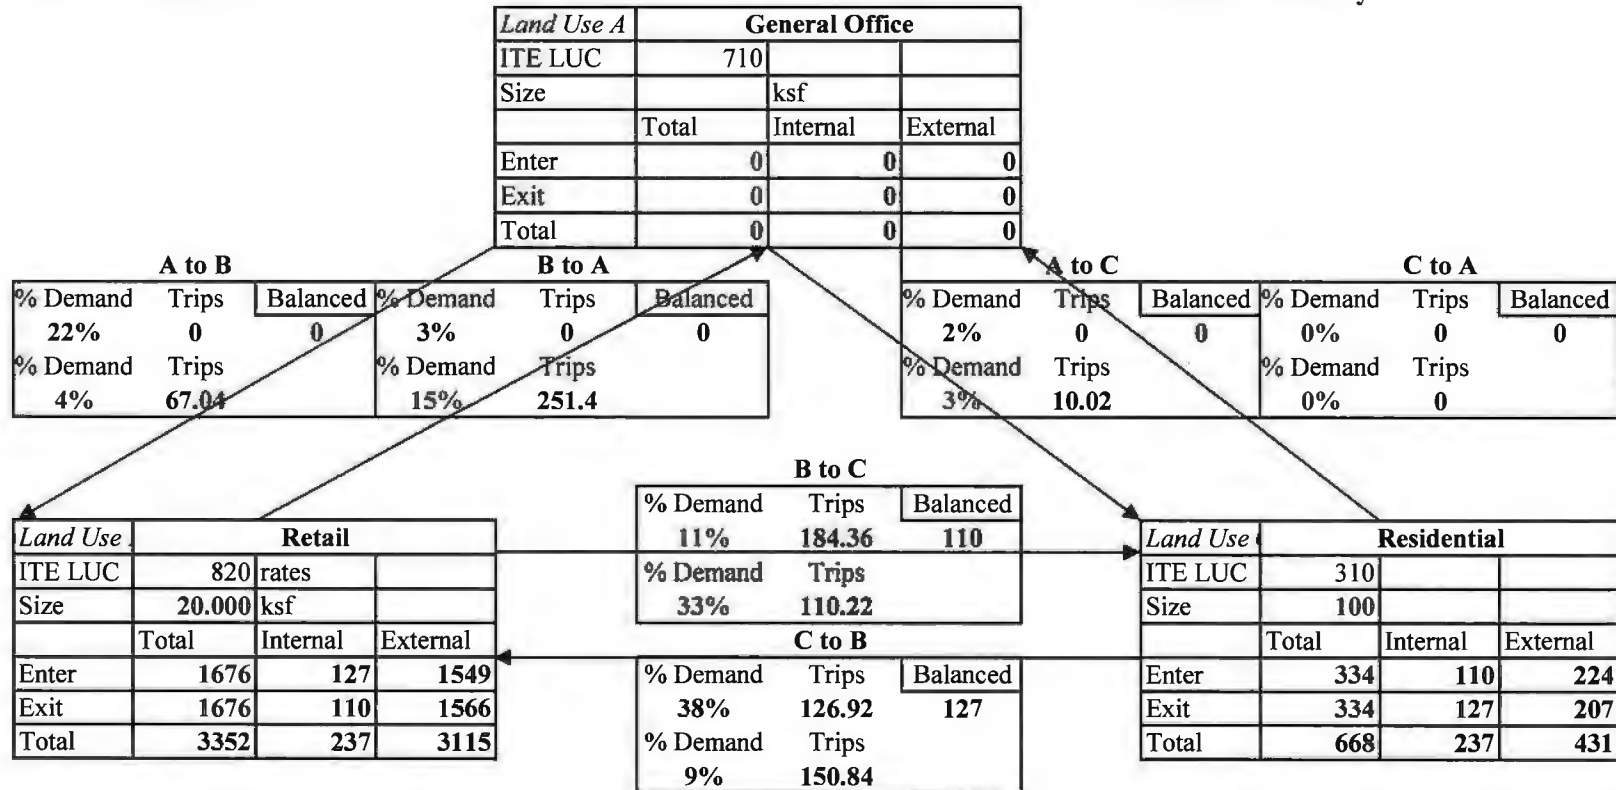 Land Use A General Office
ITE LUC 710
Size ksf
Total Internal External
Enter 0 0 0
Exit 0 0 0
Total 0 0 0
A to B B to A
% Demand Trips Balanced % Demand Trips Balanced
22% 0 0 3% 0 0
% Demand Trips % Demand Trips
4% 67.04 15% 251.4
A to C C to A
% Demand Trips Balanced % Demand Trips Balanced
2% 0 0 0% 0 0
% Demand Trips % Demand Trips
3% 10.02 0% 0
B to C
% Demand Trips Balanced
11% 184.36 110
% Demand Trips
33% 110.22
Land Use Retail
ITE LUC 820 rates
Size 20.000 ksf
Total Internal External
Enter 1676 127 1549
Exit 1676 110 1566
Total 3352 237 3115
C to B
% Demand Trips Balanced
38% 126.92 127
% Demand Trips
9% 150.84
Land Use Residential
ITE LUC 310
Size 100
Total Internal External
Enter 334 110 224
Exit 334 127 207
Total 668 237 431